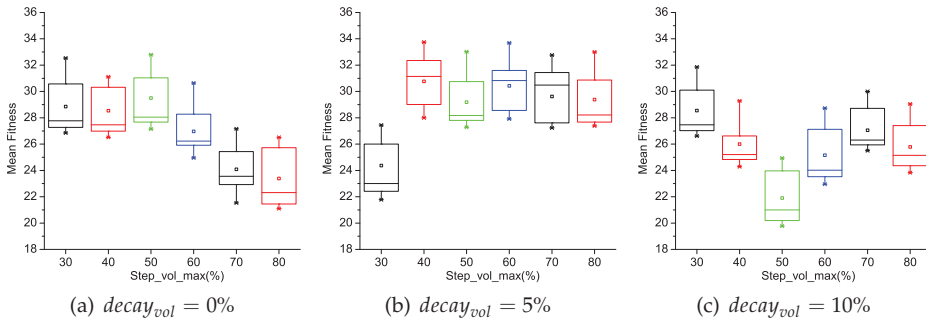 36
34
32
30
28
26
24
22
20
18
Mean Fitness
30 40 50 60 70 80
Step_vol_max(%)
(a) decay_vol = 0%
36
34
32
30
28
26
24
22
20
18
Mean Fitness
30 40 50 60 70 80
Step_vol_max(%)
(b) decay_vol = 5%
36
34
32
30
28
26
24
22
20
18
Mean Fitness
30 40 50 60 70 80
Step_vol_max(%)
(c) decay_vol = 10%